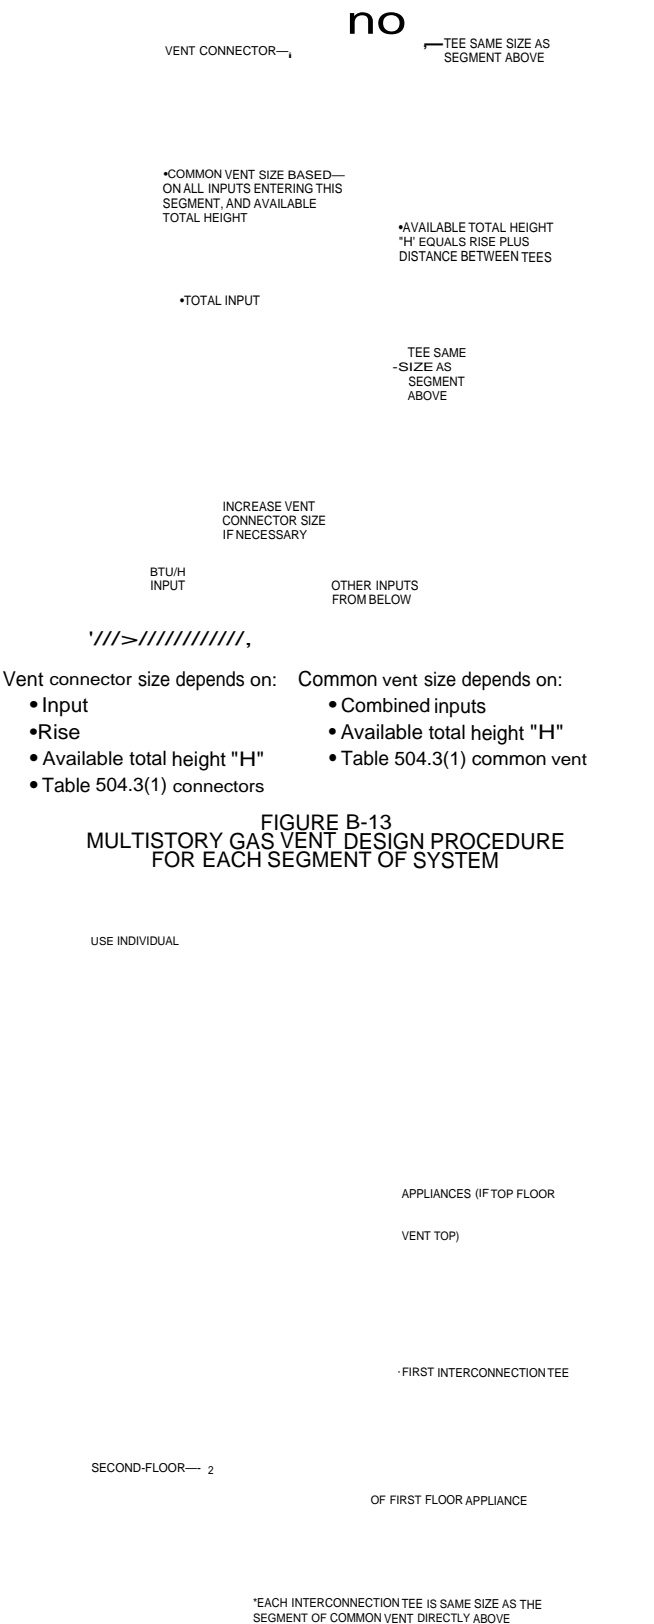 no
VENT CONNECTOR—
TEE SAME SIZE AS
SEGMENT ABOVE
•COMMON VENT SIZE BASED—
ON ALL INPUTS ENTERING THIS
SEGMENT, AND AVAILABLE
TOTAL HEIGHT
•AVAILABLE TOTAL HEIGHT
"H' EQUALS RISE PLUS
DISTANCE BETWEEN TEES
•TOTAL INPUT
TEE SAME
-SIZE AS
SEGMENT
ABOVE
INCREASE VENT
CONNECTOR SIZE
IF NECESSARY
BTU/H
INPUT
OTHER INPUTS
FROM BELOW
'///>////////////,
Vent connector size depends on:
• Input
•Rise
• Available total height "H"
• Table 504.3(1) connectors
Common vent size depends on:
• Combined inputs
• Available total height "H"
• Table 504.3(1) common vent
FIGURE B-13
MULTISTORY GAS VENT DESIGN PROCEDURE
FOR EACH SEGMENT OF SYSTEM
USE INDIVIDUAL
APPLIANCES (IF TOP FLOOR
VENT TOP)
·FIRST INTERCONNECTION TEE
SECOND-FLOOR—- 2
OF FIRST FLOOR APPLIANCE
*EACH INTERCONNECTION TEE IS SAME SIZE AS THE
SEGMENT OF COMMON VENT DIRECTLY ABOVE